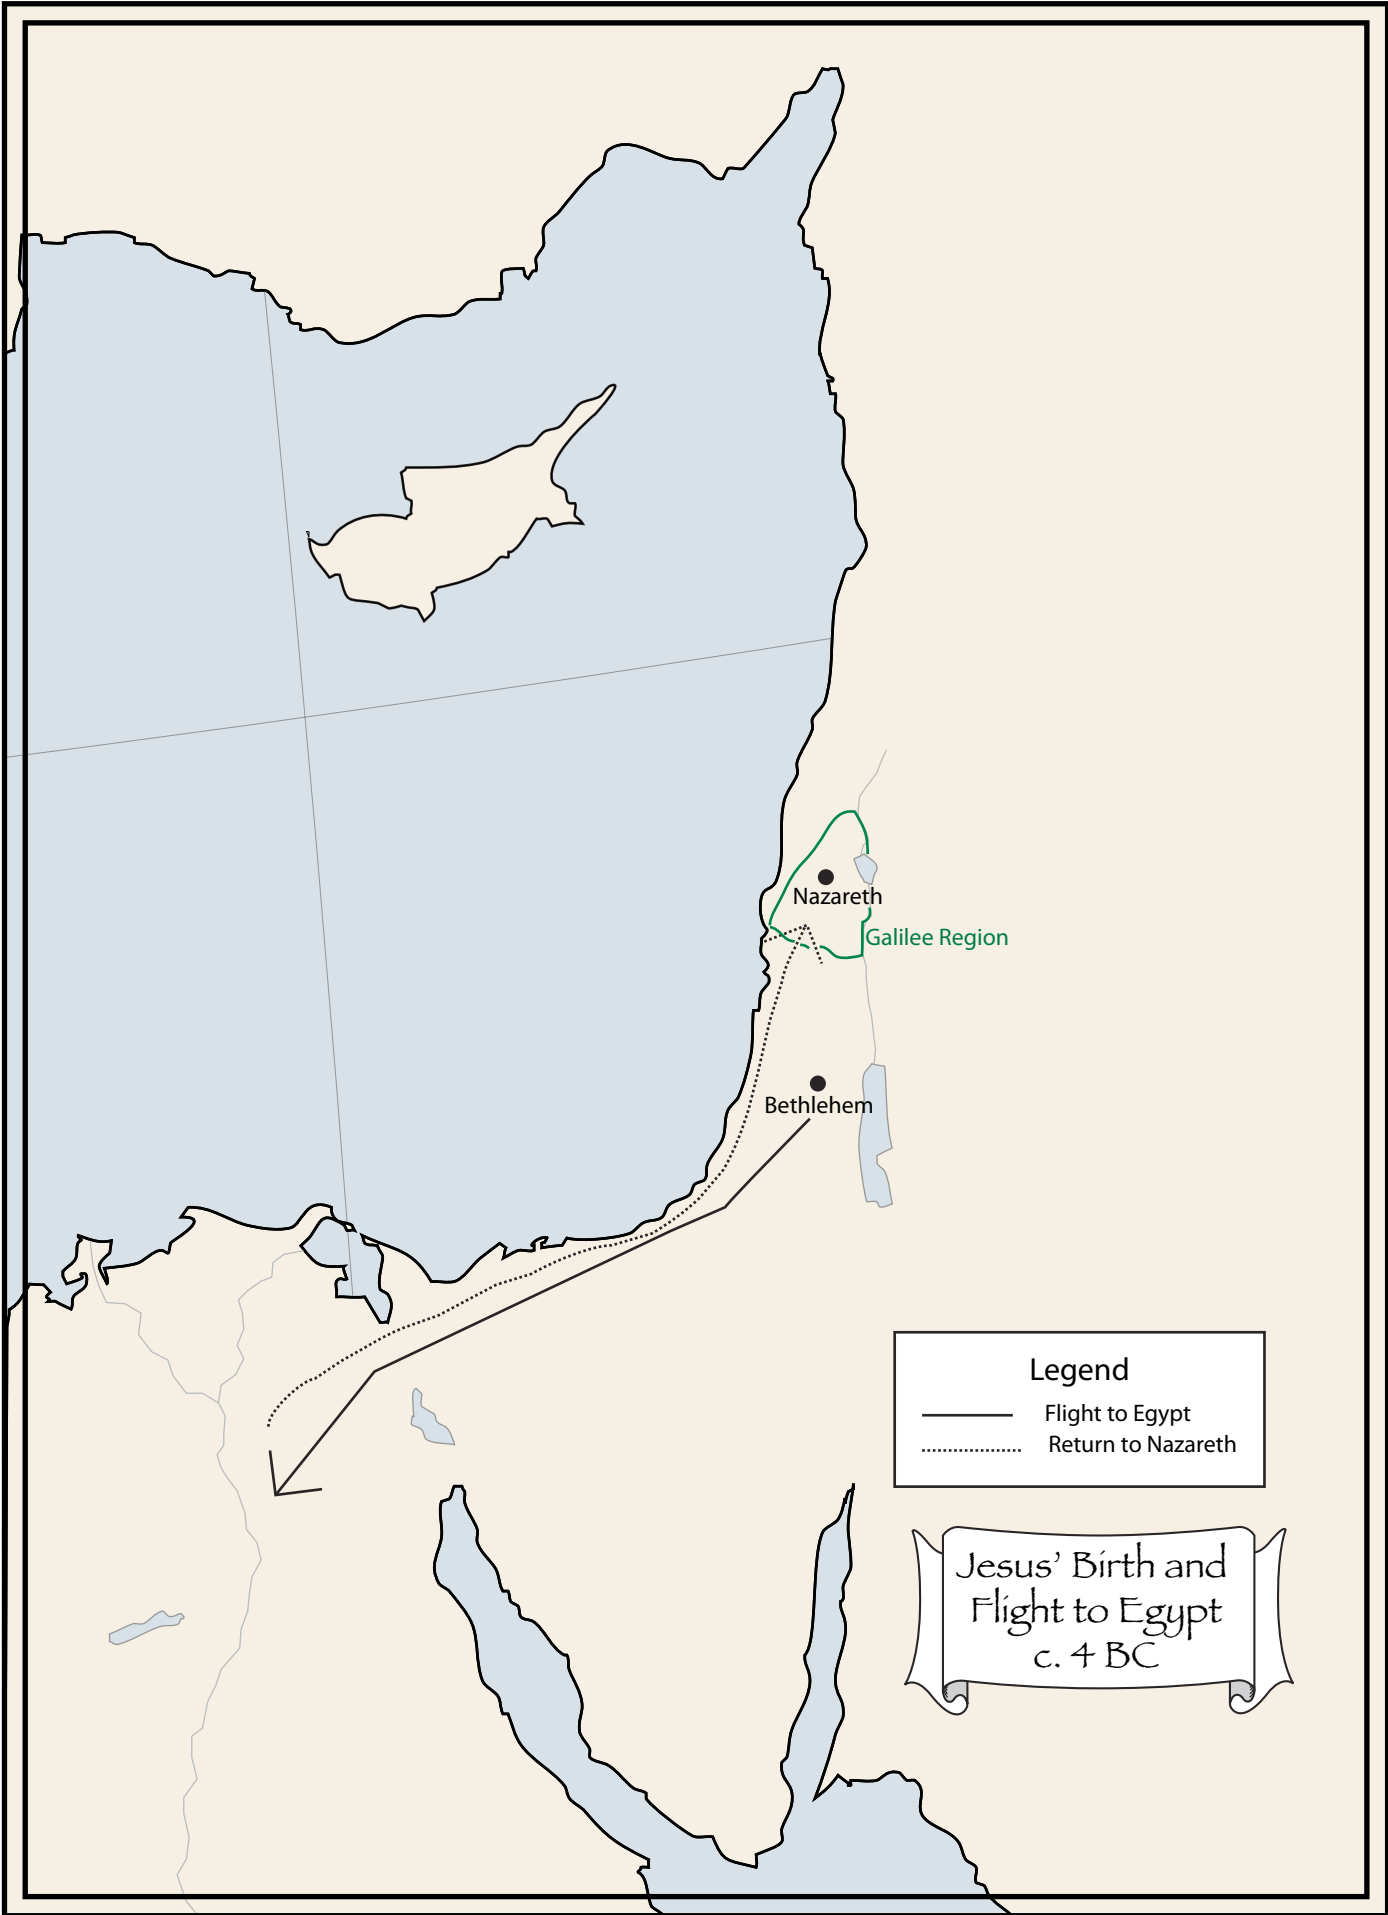 Nazareth
Galilee Region
Bethlehem
Legend
Flight to Egypt
Return to Nazareth
Jesus’ Birth and
Flight to Egypt
c. 4 BC